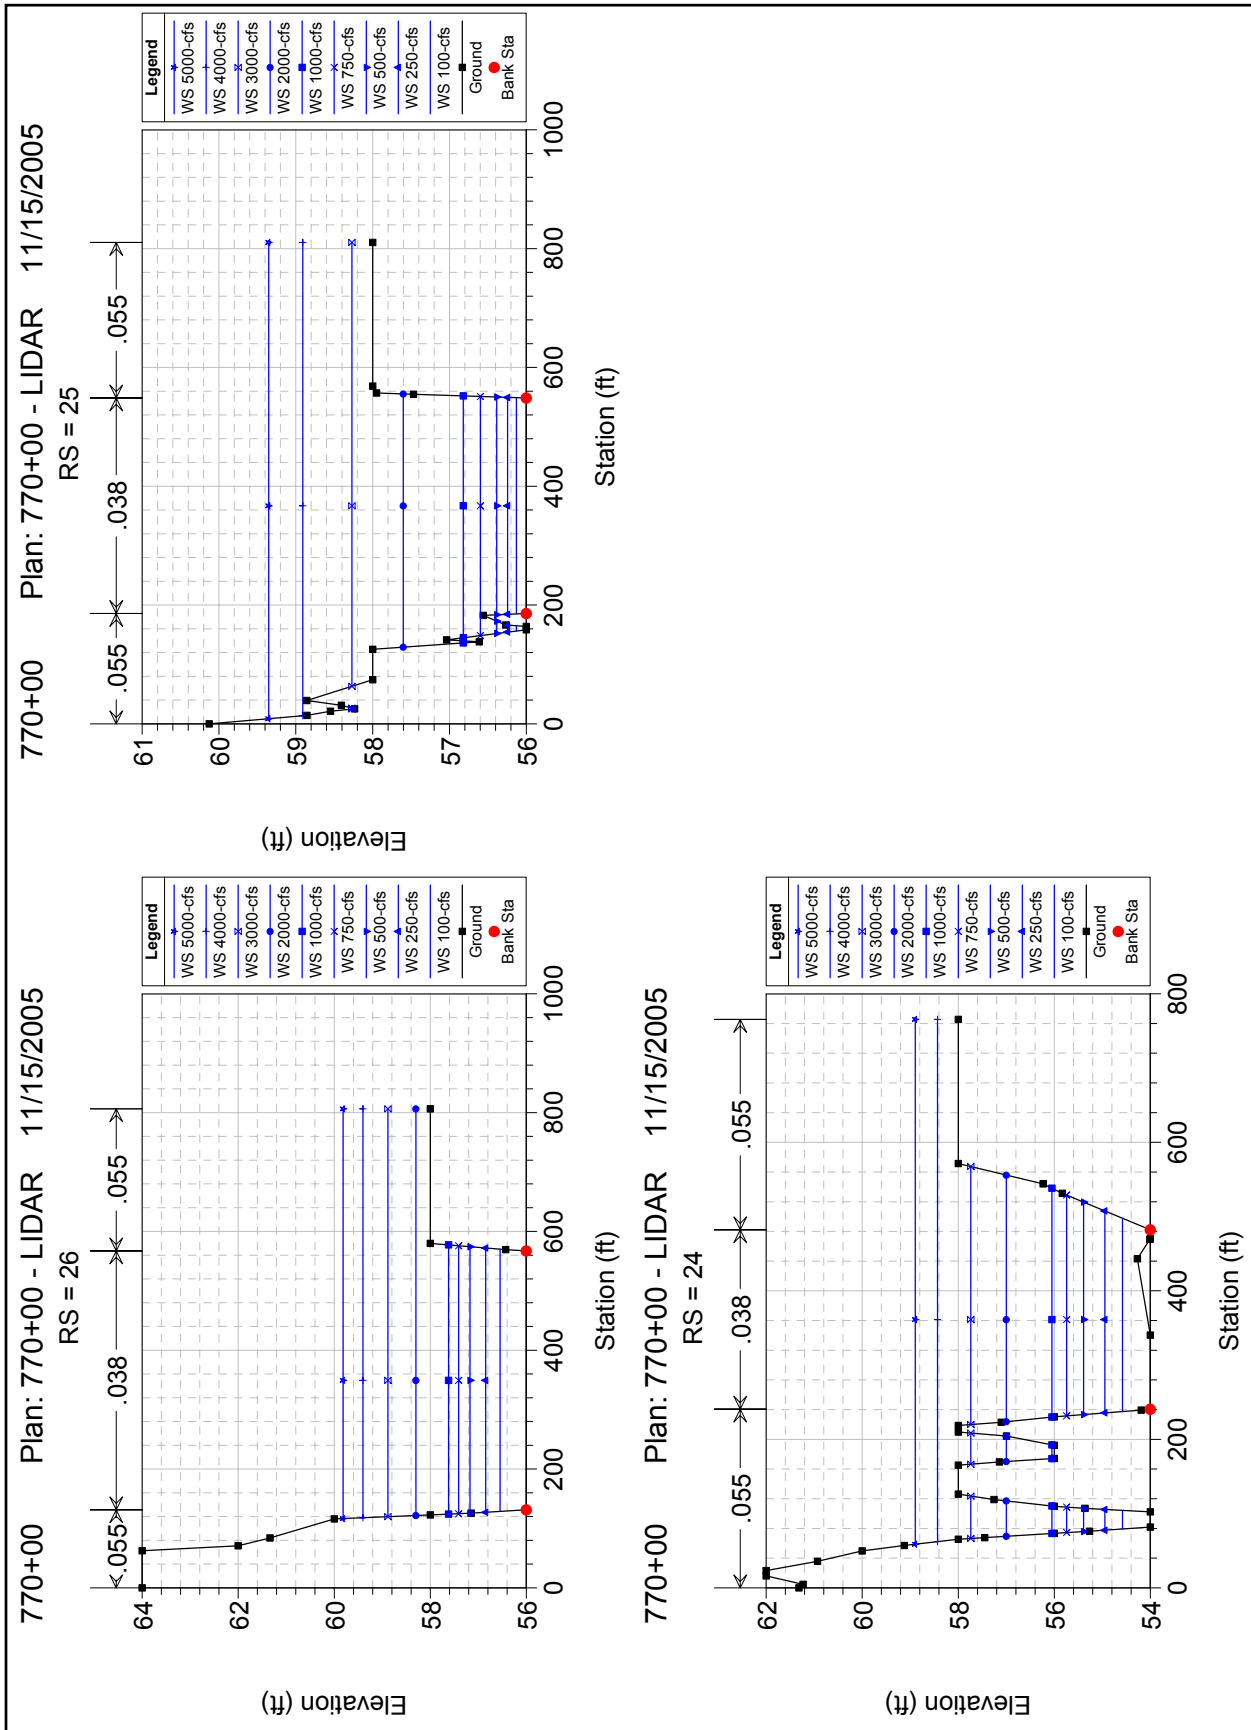 770+00 Plan: 770+00 - LIDAR 11/15/2005
RS = 26
.055
.038
.055
64
62
60
58
56
0
200
400
600
800
1000
Station (ft)
Elevation (ft)
Legend
WS 5000-cfs
WS 4000-cfs
WS 3000-cfs
WS 2000-cfs
WS 1000-cfs
WS 750-cfs
WS 500-cfs
WS 250-cfs
WS 100-cfs
Ground
Bank Sta
770+00 Plan: 770+00 - LIDAR 11/15/2005
RS = 25
.055
.038
.055
61
60
59
58
57
56
0
200
400
600
800
1000
Station (ft)
Elevation (ft)
Legend
WS 5000-cfs
WS 4000-cfs
WS 3000-cfs
WS 2000-cfs
WS 1000-cfs
WS 750-cfs
WS 500-cfs
WS 250-cfs
WS 100-cfs
Ground
Bank Sta
770+00 Plan: 770+00 - LIDAR 11/15/2005
RS = 24
.055
.038
.055
62
60
58
56
54
0
200
400
600
800
Station (ft)
Elevation (ft)
Legend
WS 5000-cfs
WS 4000-cfs
WS 3000-cfs
WS 2000-cfs
WS 1000-cfs
WS 750-cfs
WS 500-cfs
WS 250-cfs
WS 100-cfs
Ground
Bank Sta